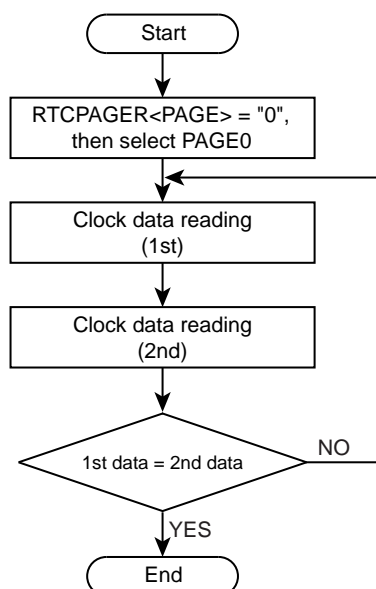 Start
RTCPAGER<PAGE> = "0",
then select PAGE0
Clock data reading
(1st)
Clock data reading
(2nd)
1st data = 2nd data
NO
YES
End